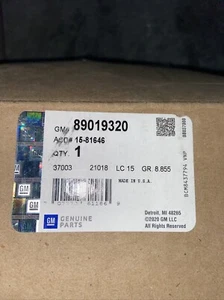 GM# 89019320
ACD# 15-81646
QTY. 1
37003 21018 LC 15 GR 8.855
MADE IN U.S.A.
GM
GENUINE
PARTS
Detroit, MI 48265
©2020 GM LLC